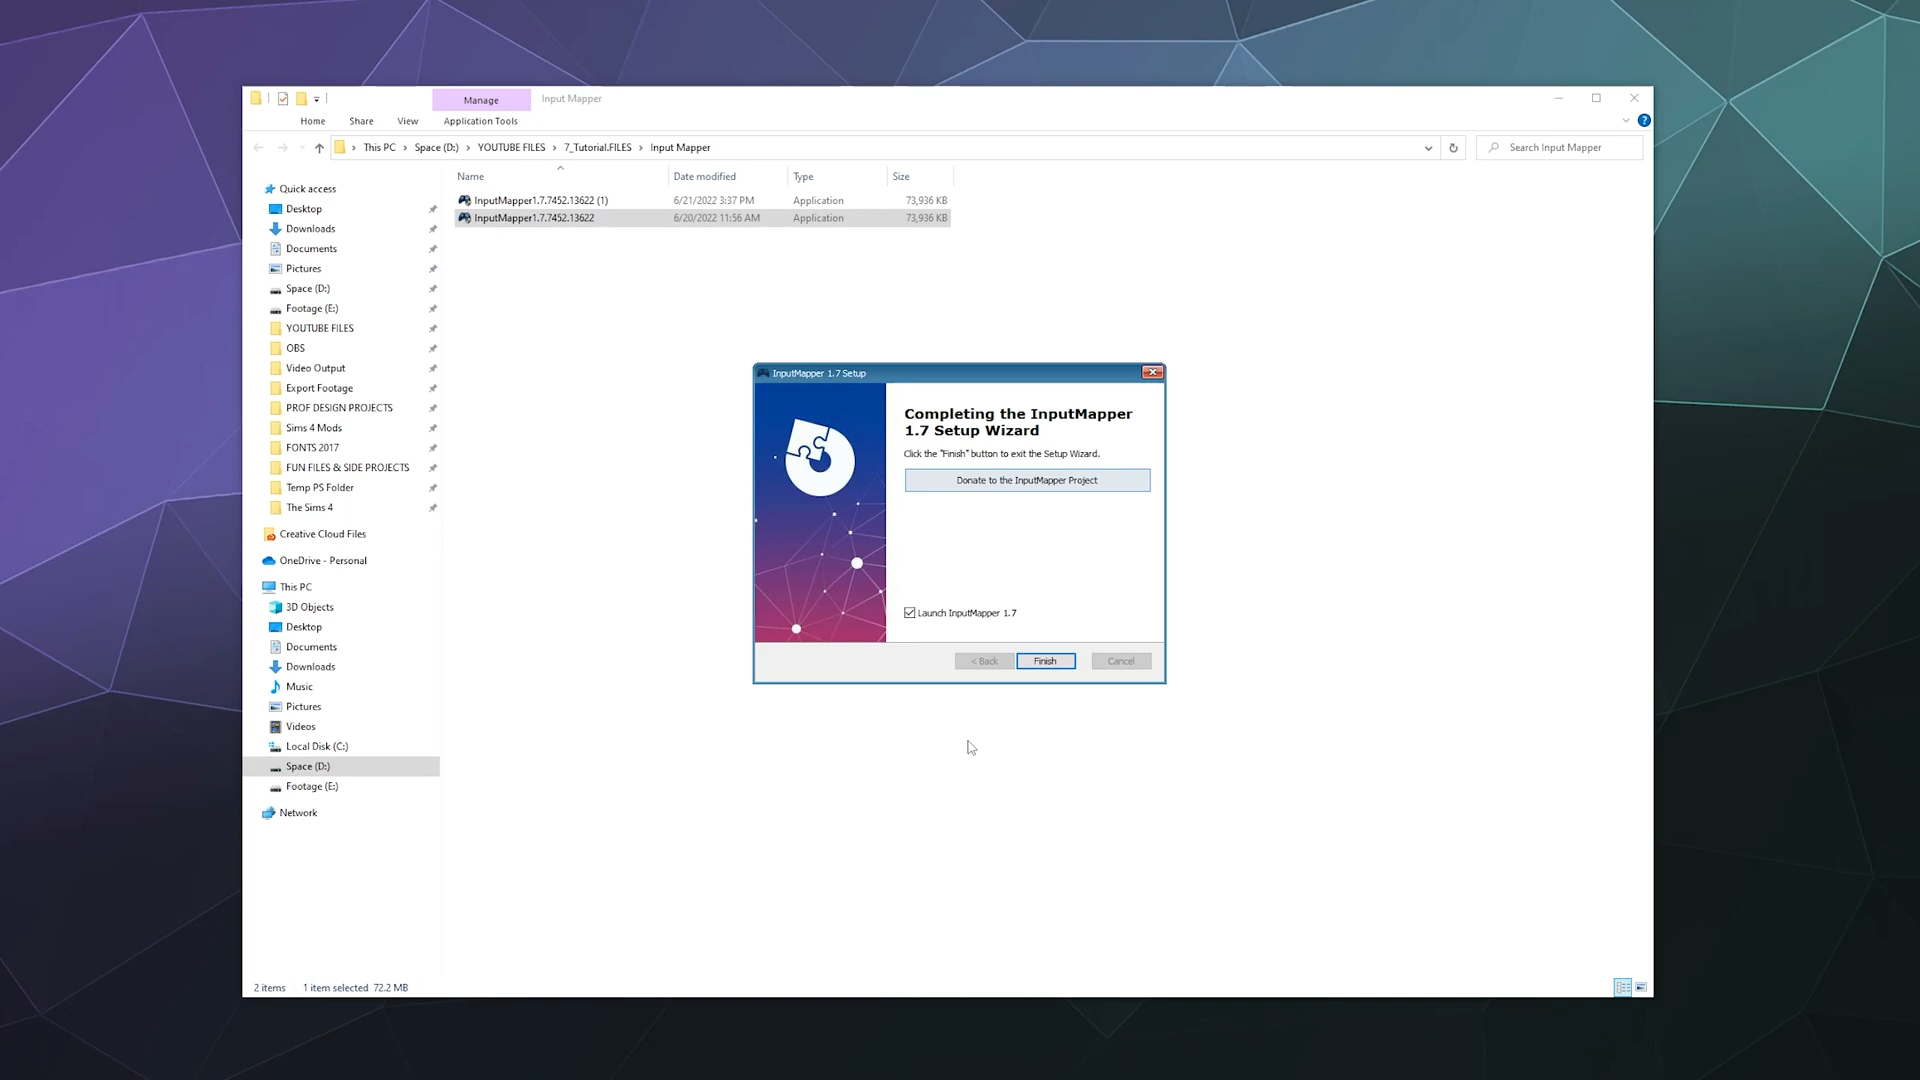 Manage
Input Mapper
Home
Share
View
Application Tools
This PC
Space (D:)
YOUTUBE FILES
7_Tutorial.FILES
Input Mapper
Search Input Mapper
Name
Date modified
Type
Size
InputMapper1.7.7452.13622 (1)
6/21/2022 3:37 PM
Application
73,936 KB
InputMapper1.7.7452.13622
6/20/2022 11:56 AM
Application
73,936 KB
Quick access
Desktop
Downloads
Documents
Pictures
Space (D:)
Footage (E:)
YOUTUBE FILES
OBS
Video Output
Export Footage
PROF DESIGN PROJECTS
Sims 4 Mods
FONTS 2017
FUN FILES & SIDE PROJECTS
Temp PS Folder
The Sims 4
Creative Cloud Files
OneDrive - Personal
This PC
3D Objects
Desktop
Documents
Downloads
Music
Pictures
Videos
Local Disk (C:)
Space (D:)
Footage (E:)
Network
InputMapper 1.7 Setup
Completing the InputMapper
1.7 Setup Wizard
Click the "Finish" button to exit the Setup Wizard.
Donate to the InputMapper Project
Launch InputMapper 1.7
< Back
Finish
Cancel
2 items
1 item selected 72.2 MB